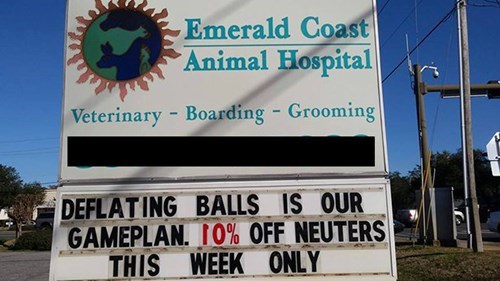 Emerald Coast
Animal Hospital
Veterinary - Boarding - Grooming
DEFLATING BALLS IS OUR
GAMEPLAN. 10% OFF NEUTERS
THIS WEEK ONLY